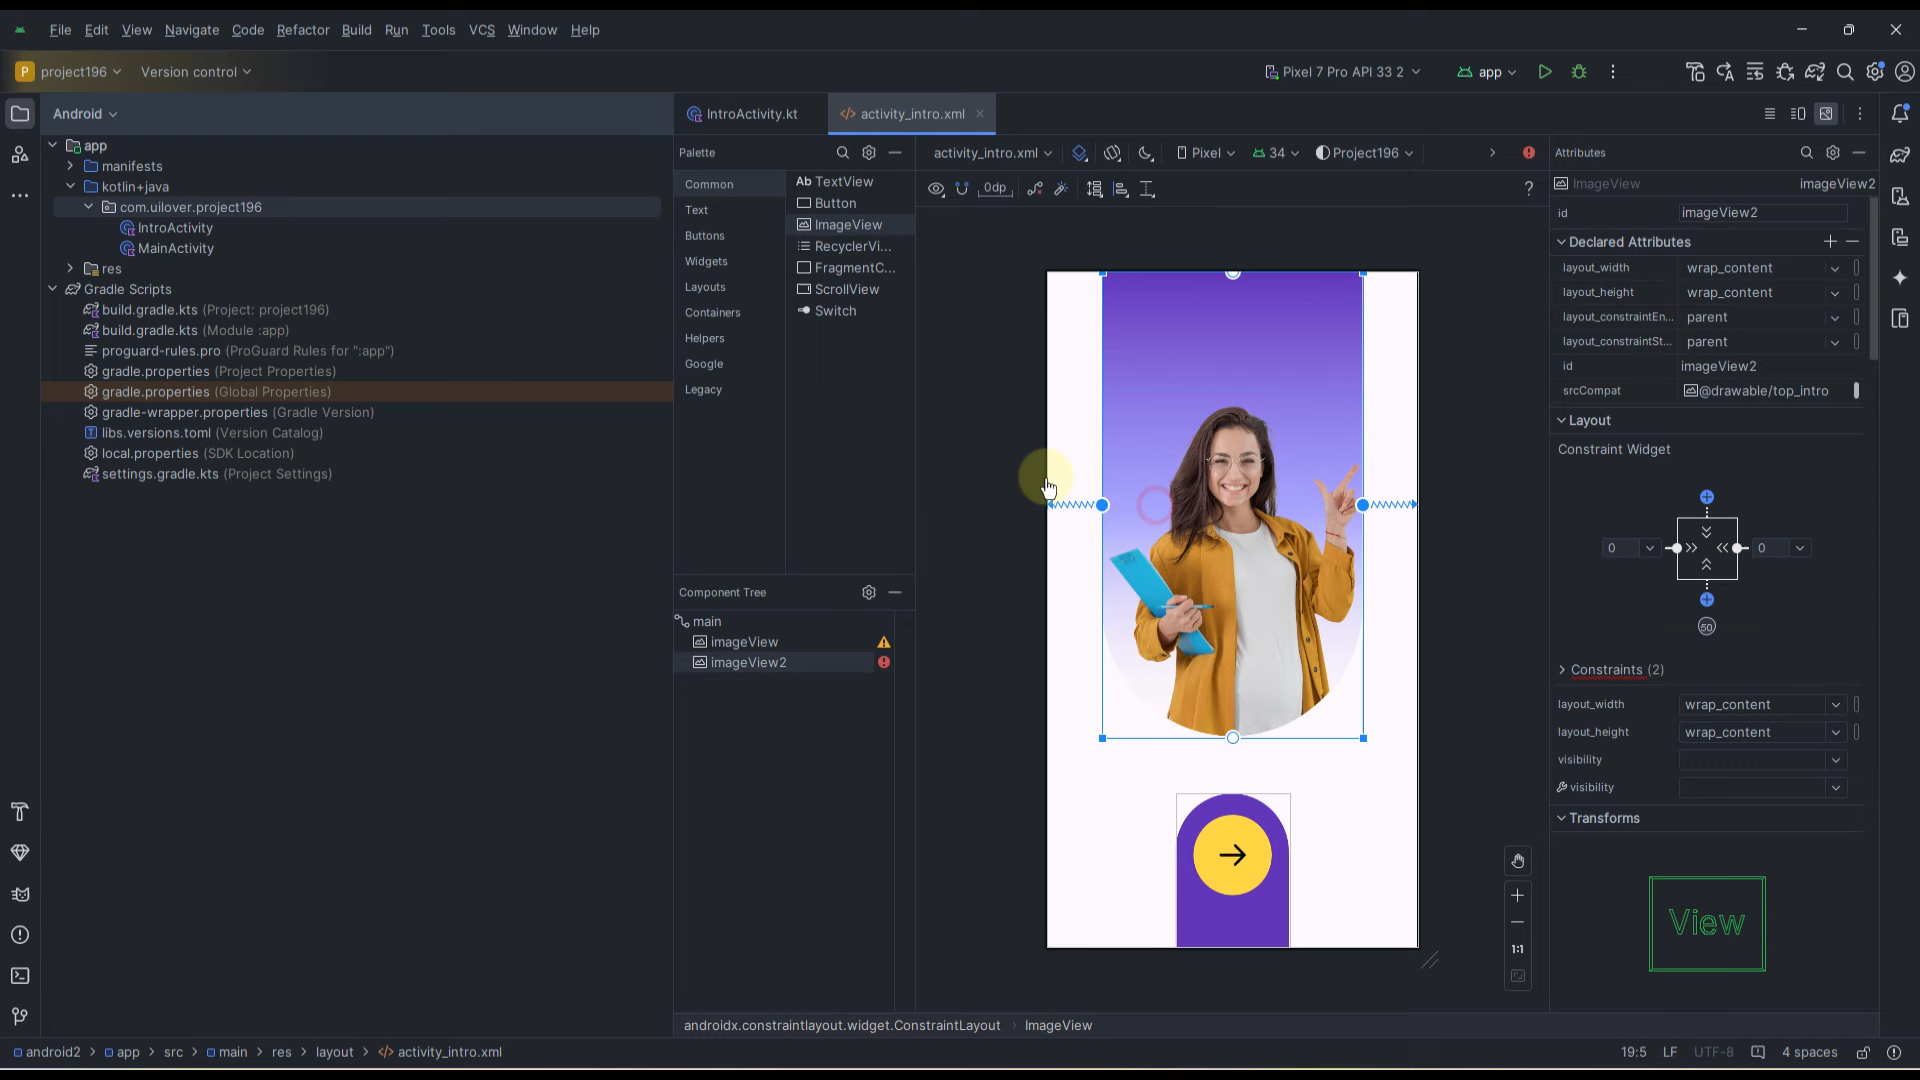 File Edit View Navigate Code Refactor Build Run Tools VCS Window Help
P project196 Version control Pixel 7 Pro API 33 2 app
Android
IntroActivity.kt
activity_intro.xml
app
manifests
kotlin+java
com.uilover.project196
IntroActivity
MainActivity
res
Gradle Scripts
build.gradle.kts (Project: project196)
build.gradle.kts (Module :app)
proguard-rules.pro (ProGuard Rules for ":app")
gradle.properties (Project Properties)
gradle.properties (Global Properties)
gradle-wrapper.properties (Gradle Version)
libs.versions.toml (Version Catalog)
local.properties (SDK Location)
settings.gradle.kts (Project Settings)
Palette
Common
Text
Buttons
Widgets
Layouts
Containers
Helpers
Google
Legacy
Ab TextView
Button
ImageView
RecyclerVi...
FragmentC...
ScrollView
Switch
Component Tree
main
imageView
imageView2
activity_intro.xml Pixel 34 Project196
0dp ?
1:1
Attributes
ImageView imageView2
id imageView2
Declared Attributes
layout_width wrap_content
layout_height wrap_content
layout_constraintEn... parent
layout_constraintSt... parent
id imageView2
srcCompat @drawable/top_intro
Layout
Constraint Widget
0 0
50
Constraints (2)
layout_width wrap_content
layout_height wrap_content
visibility
visibility
Transforms
View
androidx.constraintlayout.widget.ConstraintLayout ImageView
android2 app src main res layout activity_intro.xml 19:5 LF UTF-8 4 spaces